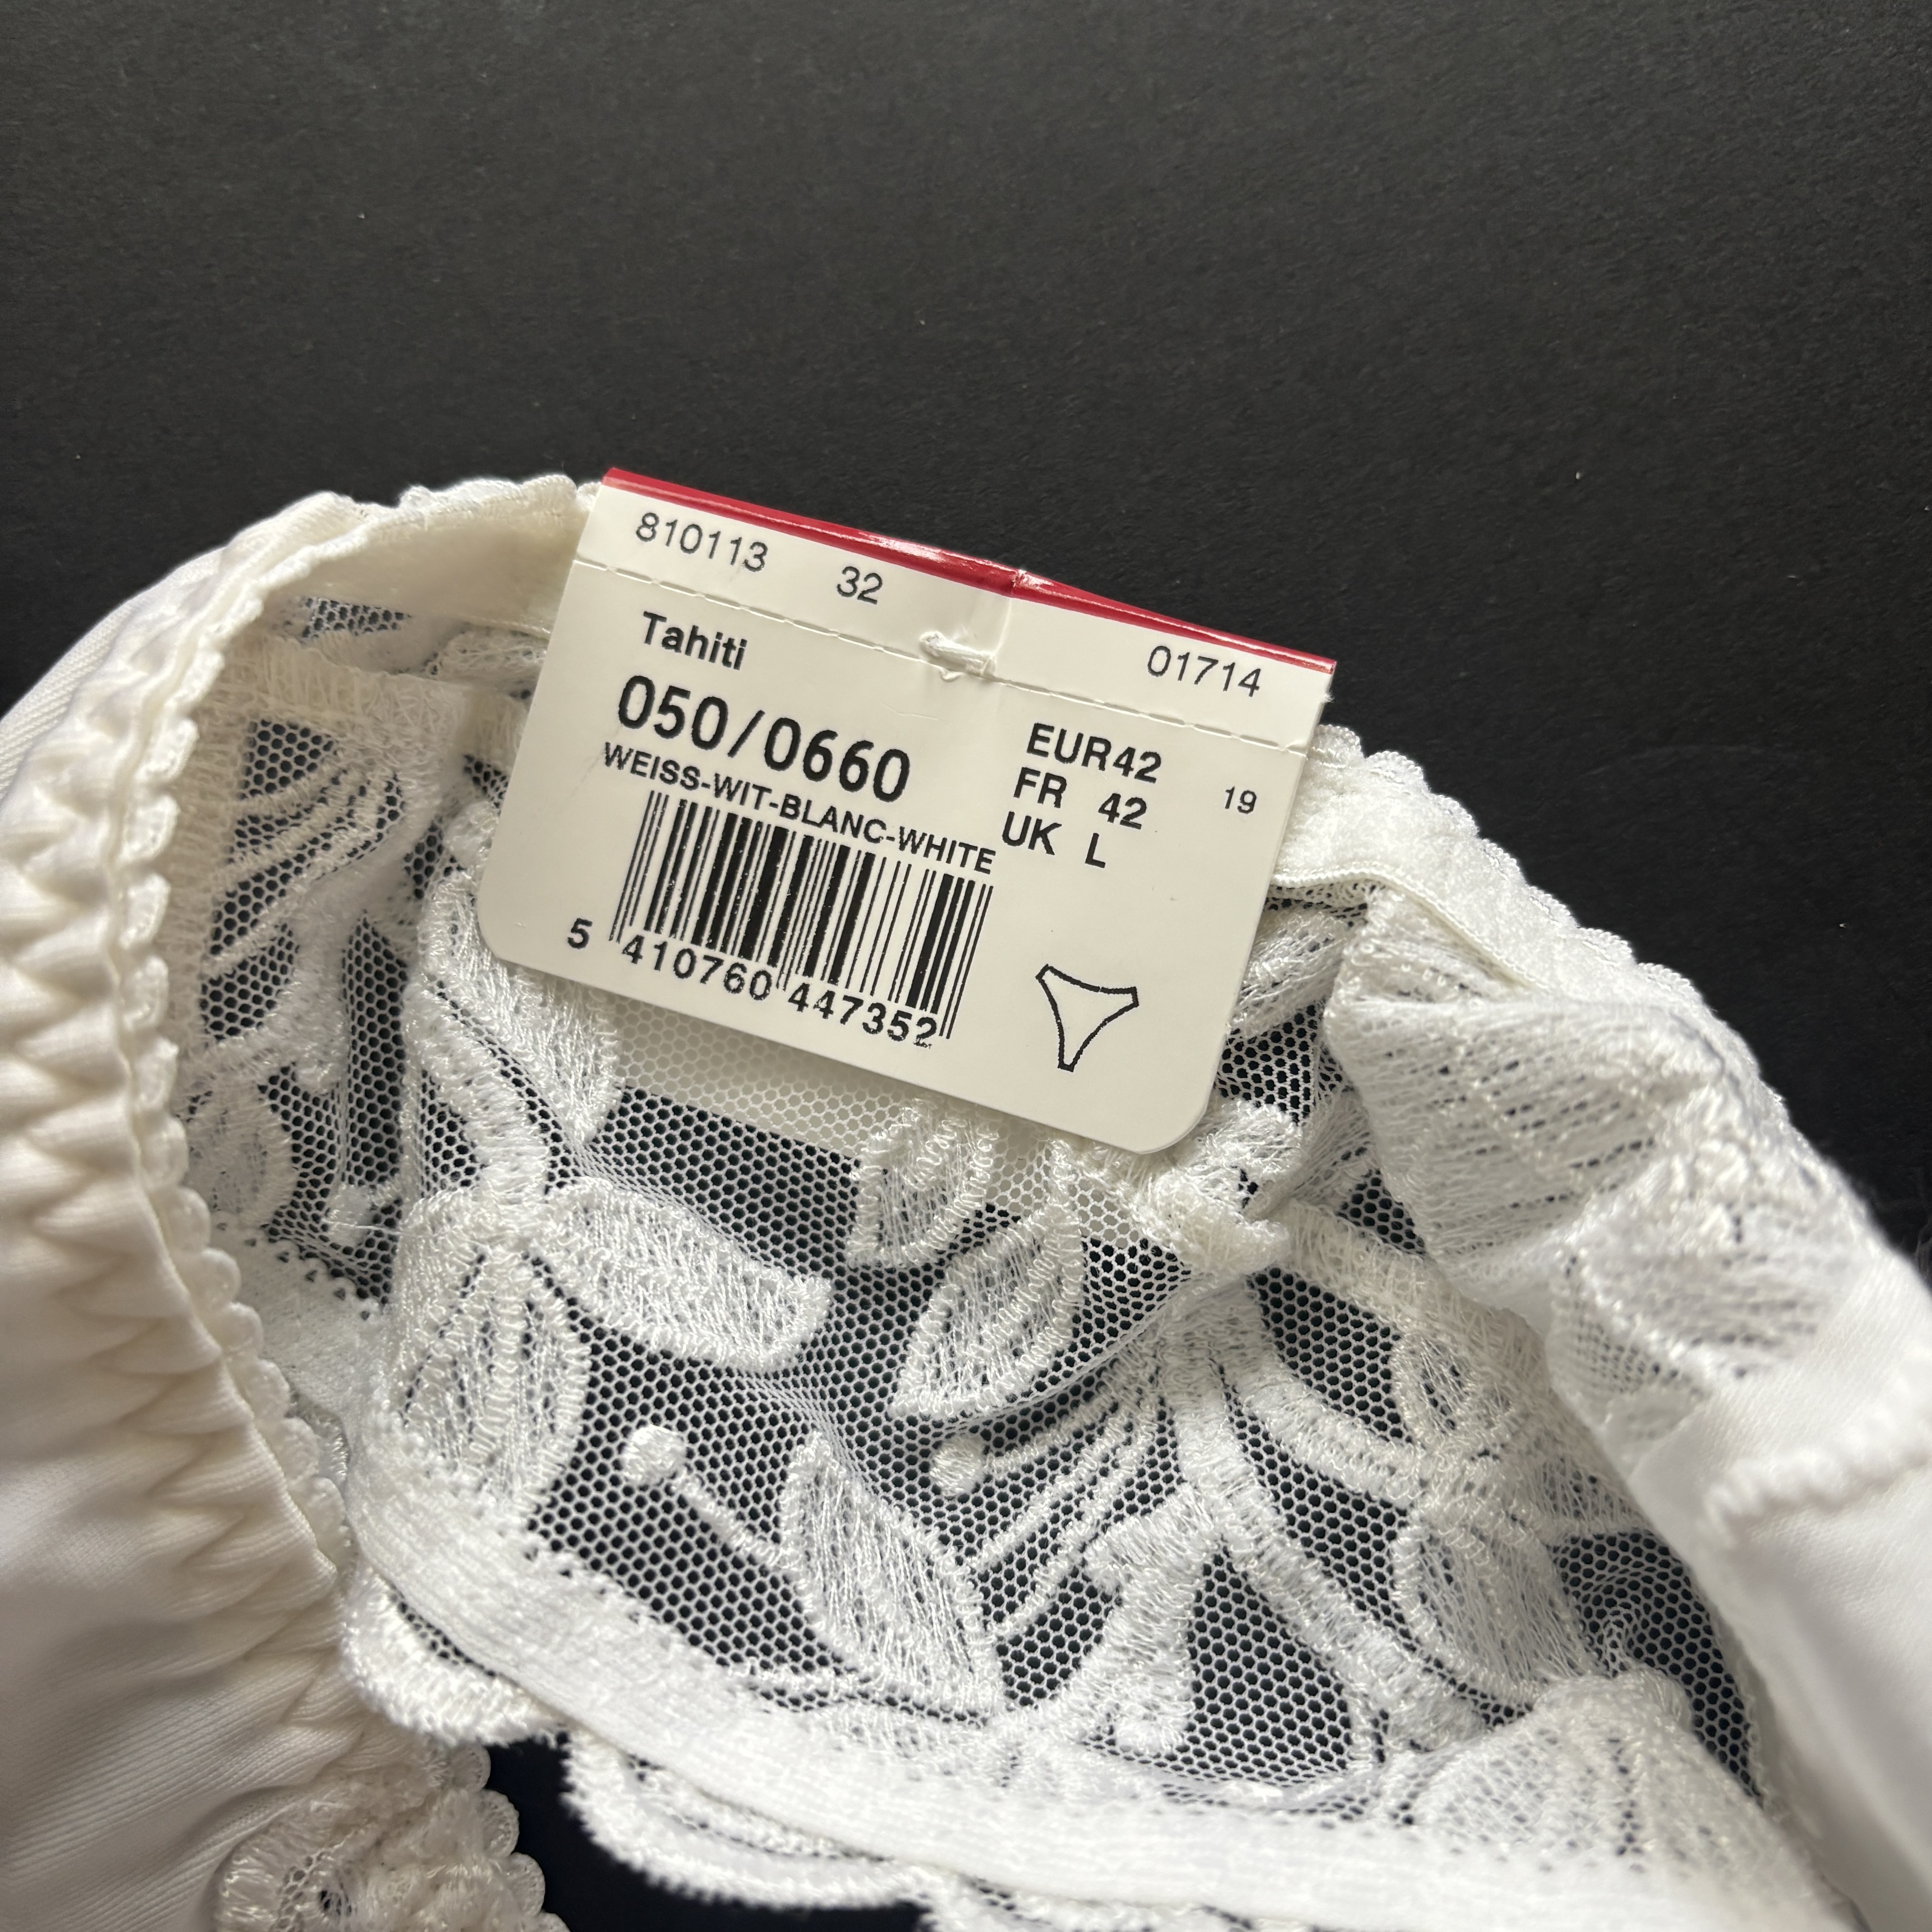 810113 32 01714
Tahiti
050/0660
WEISS-WIT-BLANC-WHITE
EUR42
FR 42 19
UK L
5 410760 447352